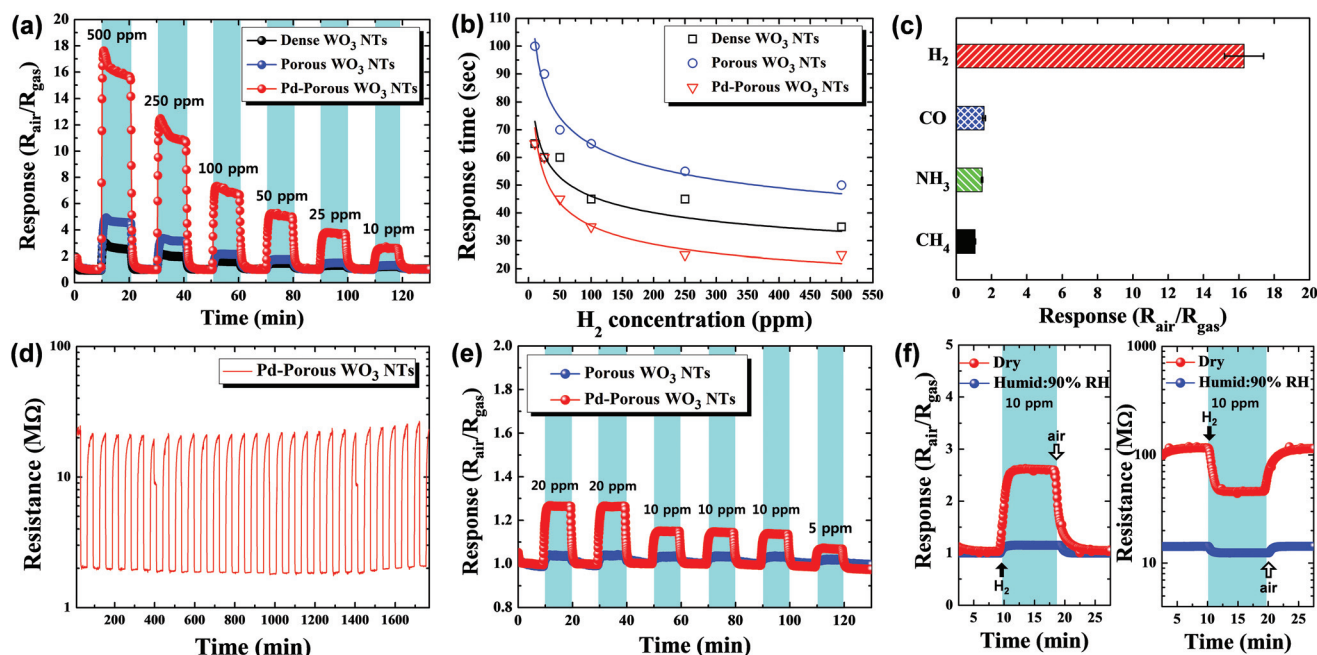 (a)
500 ppm
250 ppm
100 ppm
50 ppm
25 ppm
10 ppm
Dense WO3 NTs
Porous WO3 NTs
Pd-Porous WO3 NTs
Response (Rair/Rgas)
20
18
16
14
12
10
8
6
4
2
0
0 20 40 60 80 100 120
Time (min)
(b)
Dense WO3 NTs
Porous WO3 NTs
Pd-Porous WO3 NTs
Response time (sec)
100
90
80
70
60
50
40
30
20
0 50 100 150 200 250 300 350 400 450 500 550
H2 concentration (ppm)
(c)
H2
CO
NH3
CH4
0 2 4 6 8 10 12 14 16 18 20
Response (Rair/Rgas)
(d)
Pd-Porous WO3 NTs
Resistance (MΩ)
100
10
1
200 400 600 800 1000 1200 1400 1600
Time (min)
(e)
Porous WO3 NTs
Pd-Porous WO3 NTs
20 ppm
20 ppm
10 ppm
10 ppm
10 ppm
5 ppm
Response (Rair/Rgas)
2.0
1.8
1.6
1.4
1.2
1.0
0.8
0 20 40 60 80 100 120
Time (min)
(f)
Dry
Humid:90% RH
10 ppm
H2
air
Response (Rair/Rgas)
5
4
3
2
1
0
5 10 15 20 25
Time (min)
Dry
Humid:90% RH
10 ppm
H2
air
Resistance (MΩ)
1000
100
10
5 10 15 20 25
Time (min)